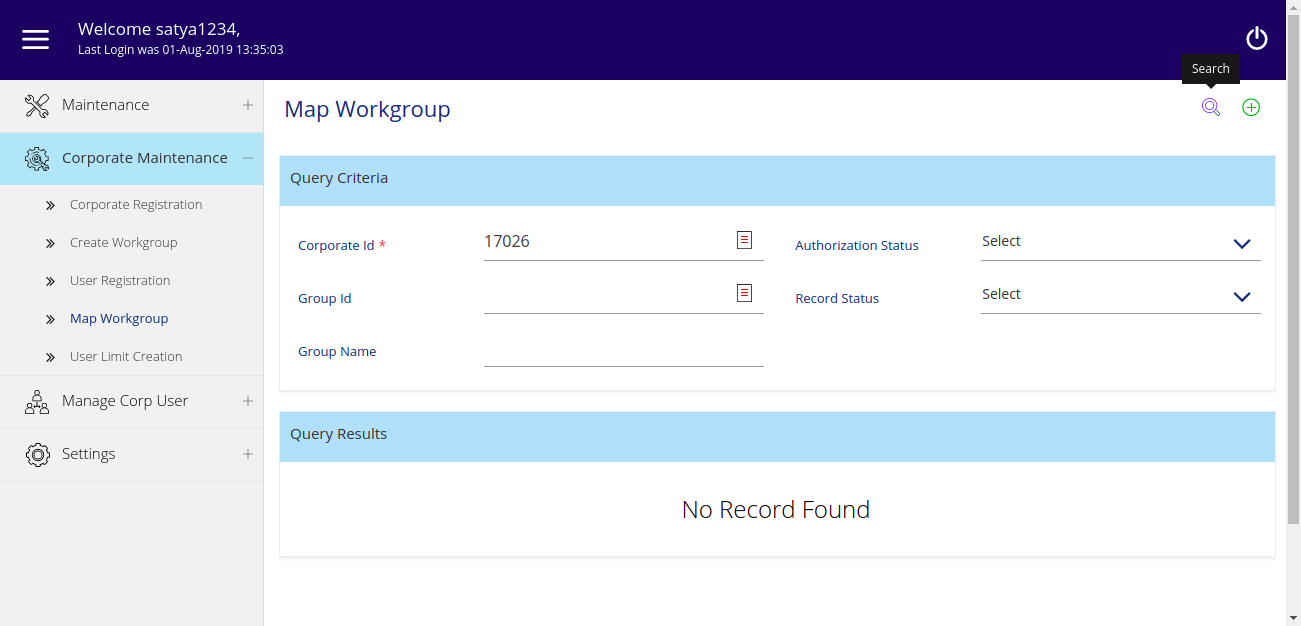 Welcome satya1234,
Last Login was 01-Aug-2019 13:35:03
Search
Maintenance
Corporate Maintenance
Corporate Registration
Create Workgroup
User Registration
Map Workgroup
User Limit Creation
Manage Corp User
Settings
Map Workgroup
Query Criteria
Corporate Id * 17026 Authorization Status Select
Group Id Record Status Select
Group Name
Query Results
No Record Found